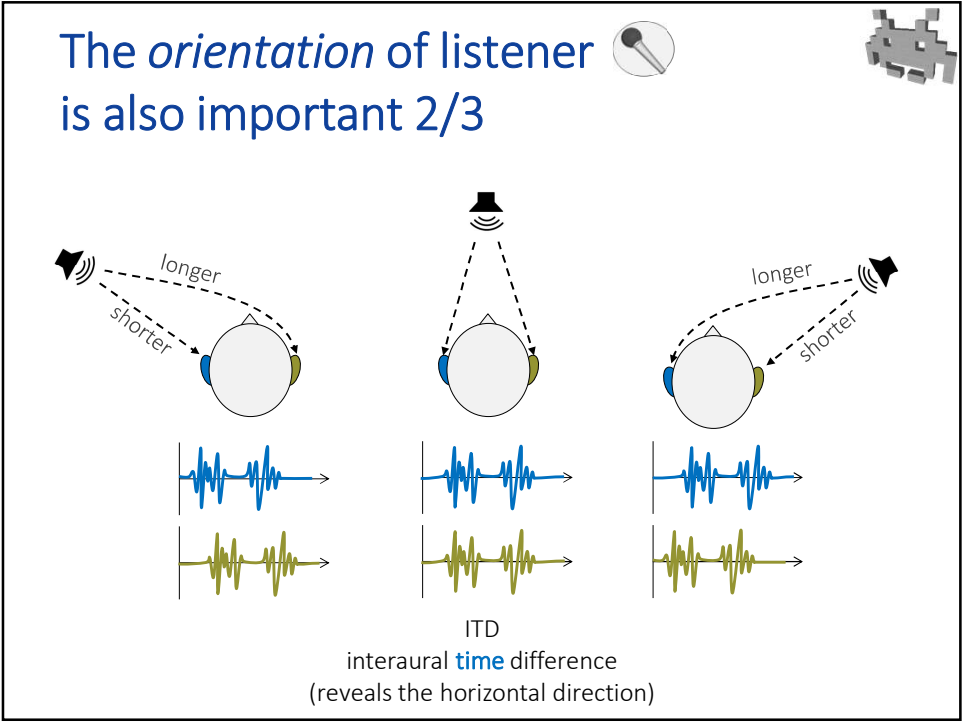 The orientation of listener
is also important 2/3
longer
shorter
longer
shorter
ITD
interaural time difference
(reveals the horizontal direction)